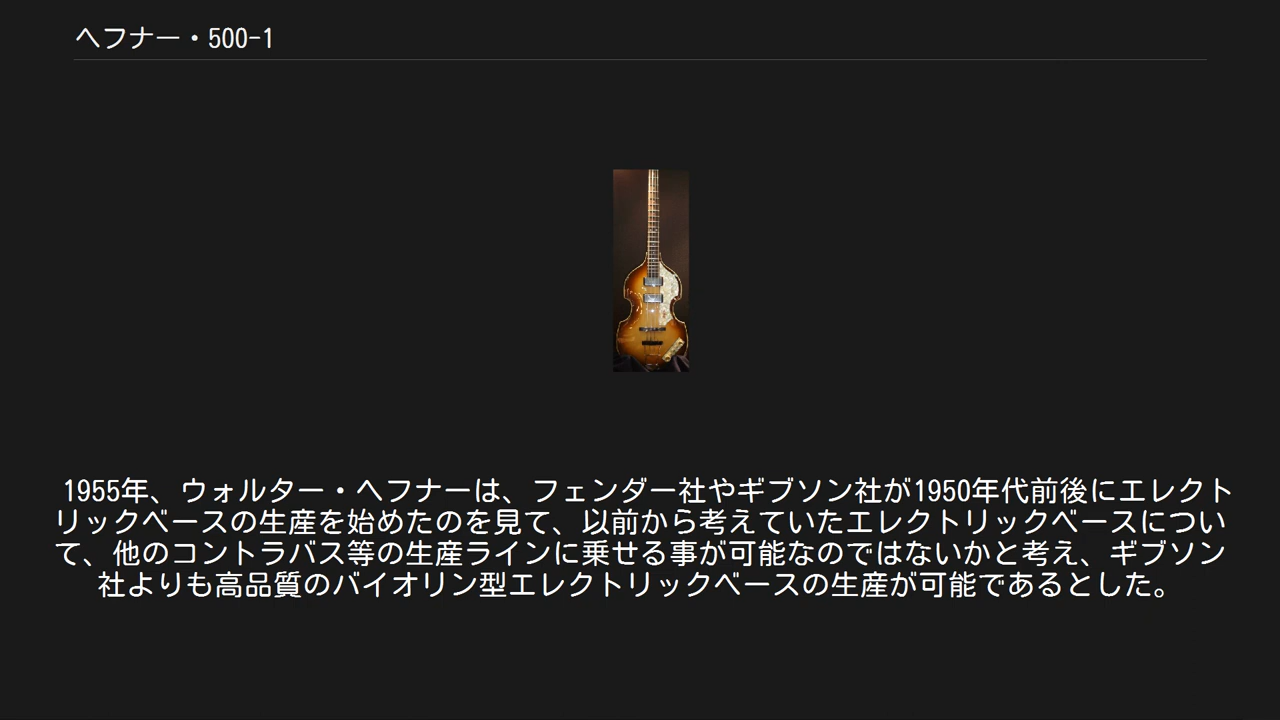 ヘフナー・500-1
1955年、ウォルター・ヘフナーは、フェンダー社やギブソン社が1950年代前後にエレクト
リックベースの生産を始めたのを見て、以前から考えていたエレクトリックベースについ
て、他のコントラバス等の生産ラインに乗せる事が可能なのではないかと考え、ギブソン
社よりも高品質のバイオリン型エレクトリックベースの生産が可能であるとした。